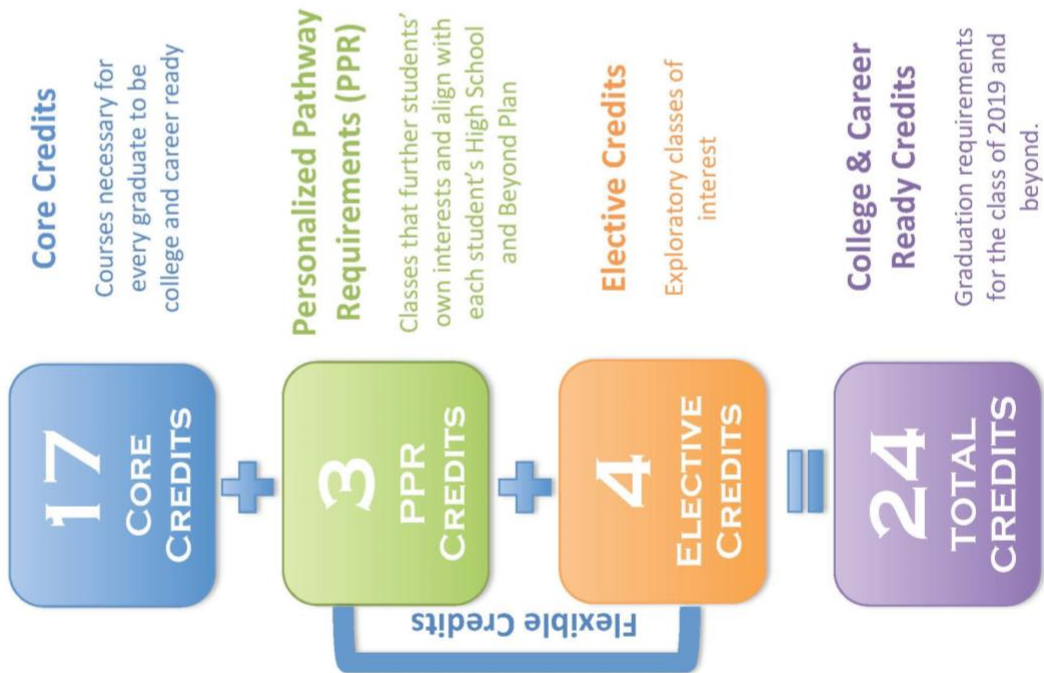 Core Credits
Courses necessary for
every graduate to be
college and career ready
17
CORE
CREDITS
+
Personalized Pathway
Requirements (PPR)
Classes that further students'
own interests and align with
each student's High School
and Beyond Plan
3
PPR
CREDITS
+
Elective Credits
Exploratory classes of
interest
4
ELECTIVE
CREDITS
Flexible Credits
=
College & Career
Ready Credits
Graduation requirements
for the class of 2019 and
beyond.
24
TOTAL
CREDITS